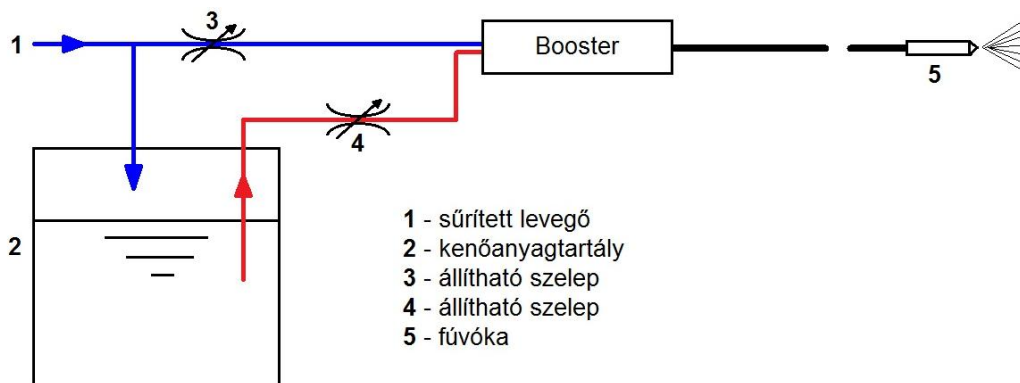 3
1
Booster
5
4
2
1 - sűrített levegő
2 - kenőanyagtartály
3 - állítható szelep
4 - állítható szelep
5 - fúvóka